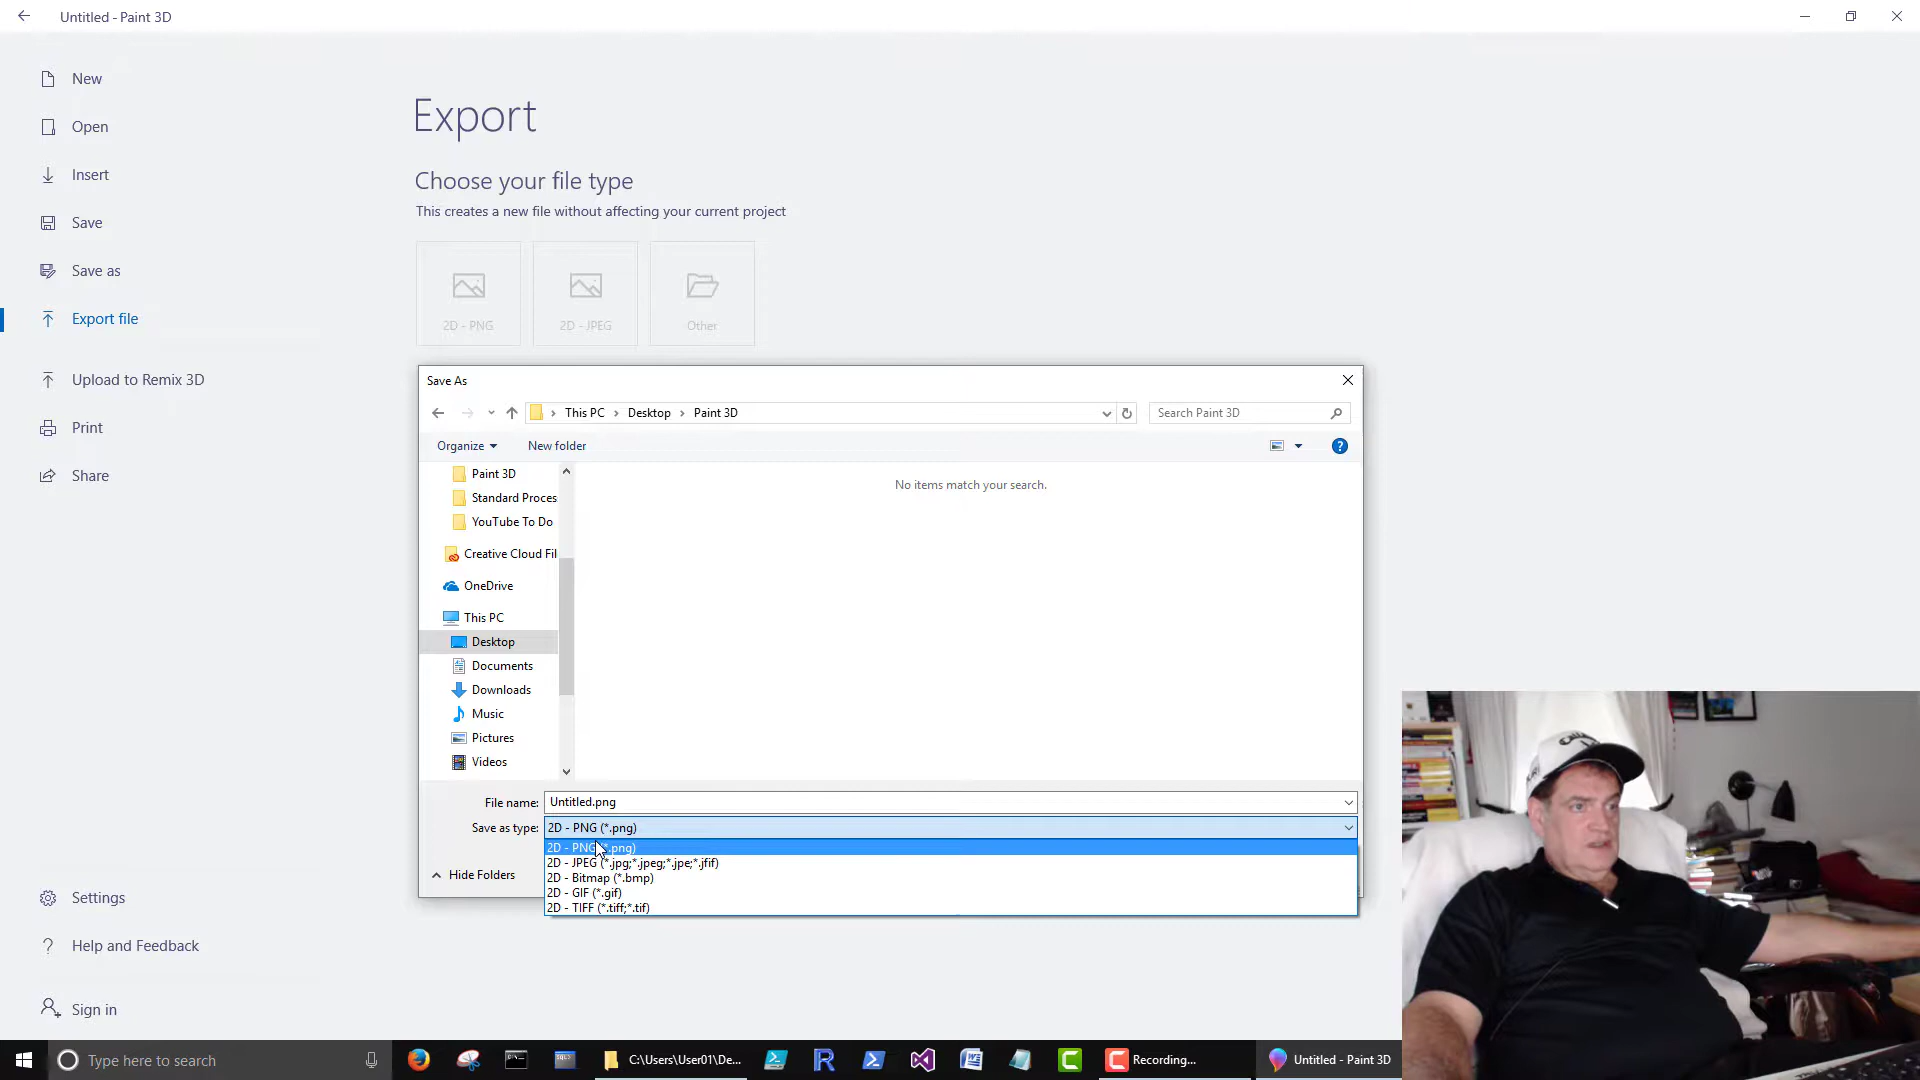 Untitled - Paint 3D
New
Open
Insert
Save
Save as
Export file
Upload to Remix 3D
Print
Share
Settings
Help and Feedback
Sign in
Export
Choose your file type
This creates a new file without affecting your current project
2D - PNG
2D - JPEG
Other
Save As
This PC
Desktop
Paint 3D
Search Paint 3D
Organize
New folder
Paint 3D
Standard Proces
YouTube To Do
Creative Cloud Fil
OneDrive
This PC
Desktop
Documents
Downloads
Music
Pictures
Videos
No items match your search.
File name: Untitled.png
Save as type: 2D - PNG (*.png)
2D - PNG (*.png)
2D - JPEG (*.jpg;*.jpeg;*.jpe;*.jfif)
2D - Bitmap (*.bmp)
2D - GIF (*.gif)
2D - TIFF (*.tiff;*.tif)
Hide Folders
Type here to search
C:\Users\User01\De...
Recording...
Untitled - Paint 3D